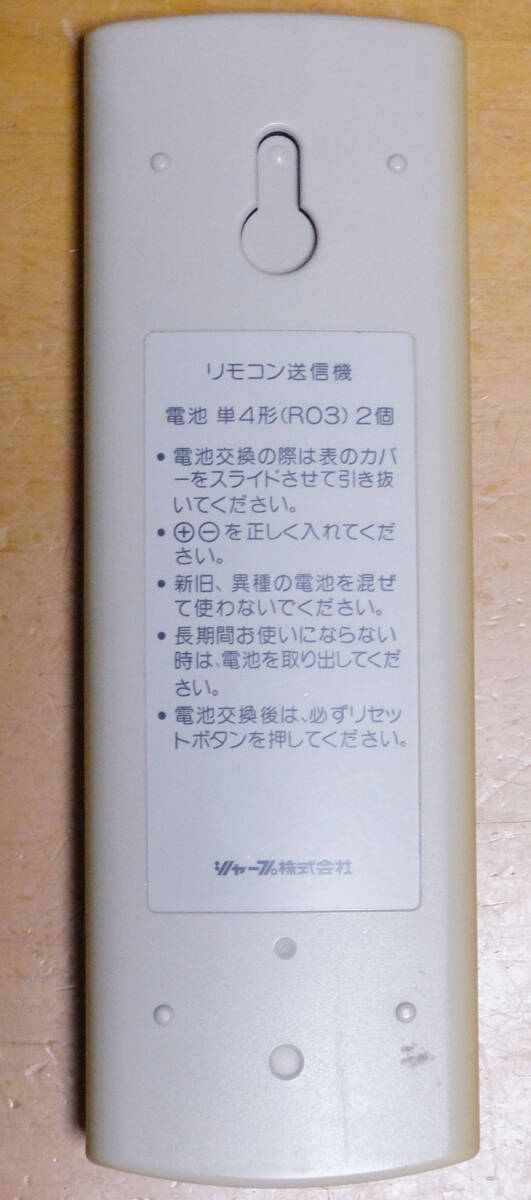 リモコン送信機
電池 単4形(R03)2個
• 電池交換の際は表のカバ
ーをスライドさせて引き抜
いてください。
• ⊕⊖を正しく入れてくだ
さい。
• 新旧、異種の電池を混ぜ
て使わないでください。
• 長期間お使いにならない
時は、電池を取り出してくだ
さい。
• 電池交換後は、必ずリセッ
トボタンを押してください。
シャープ株式会社